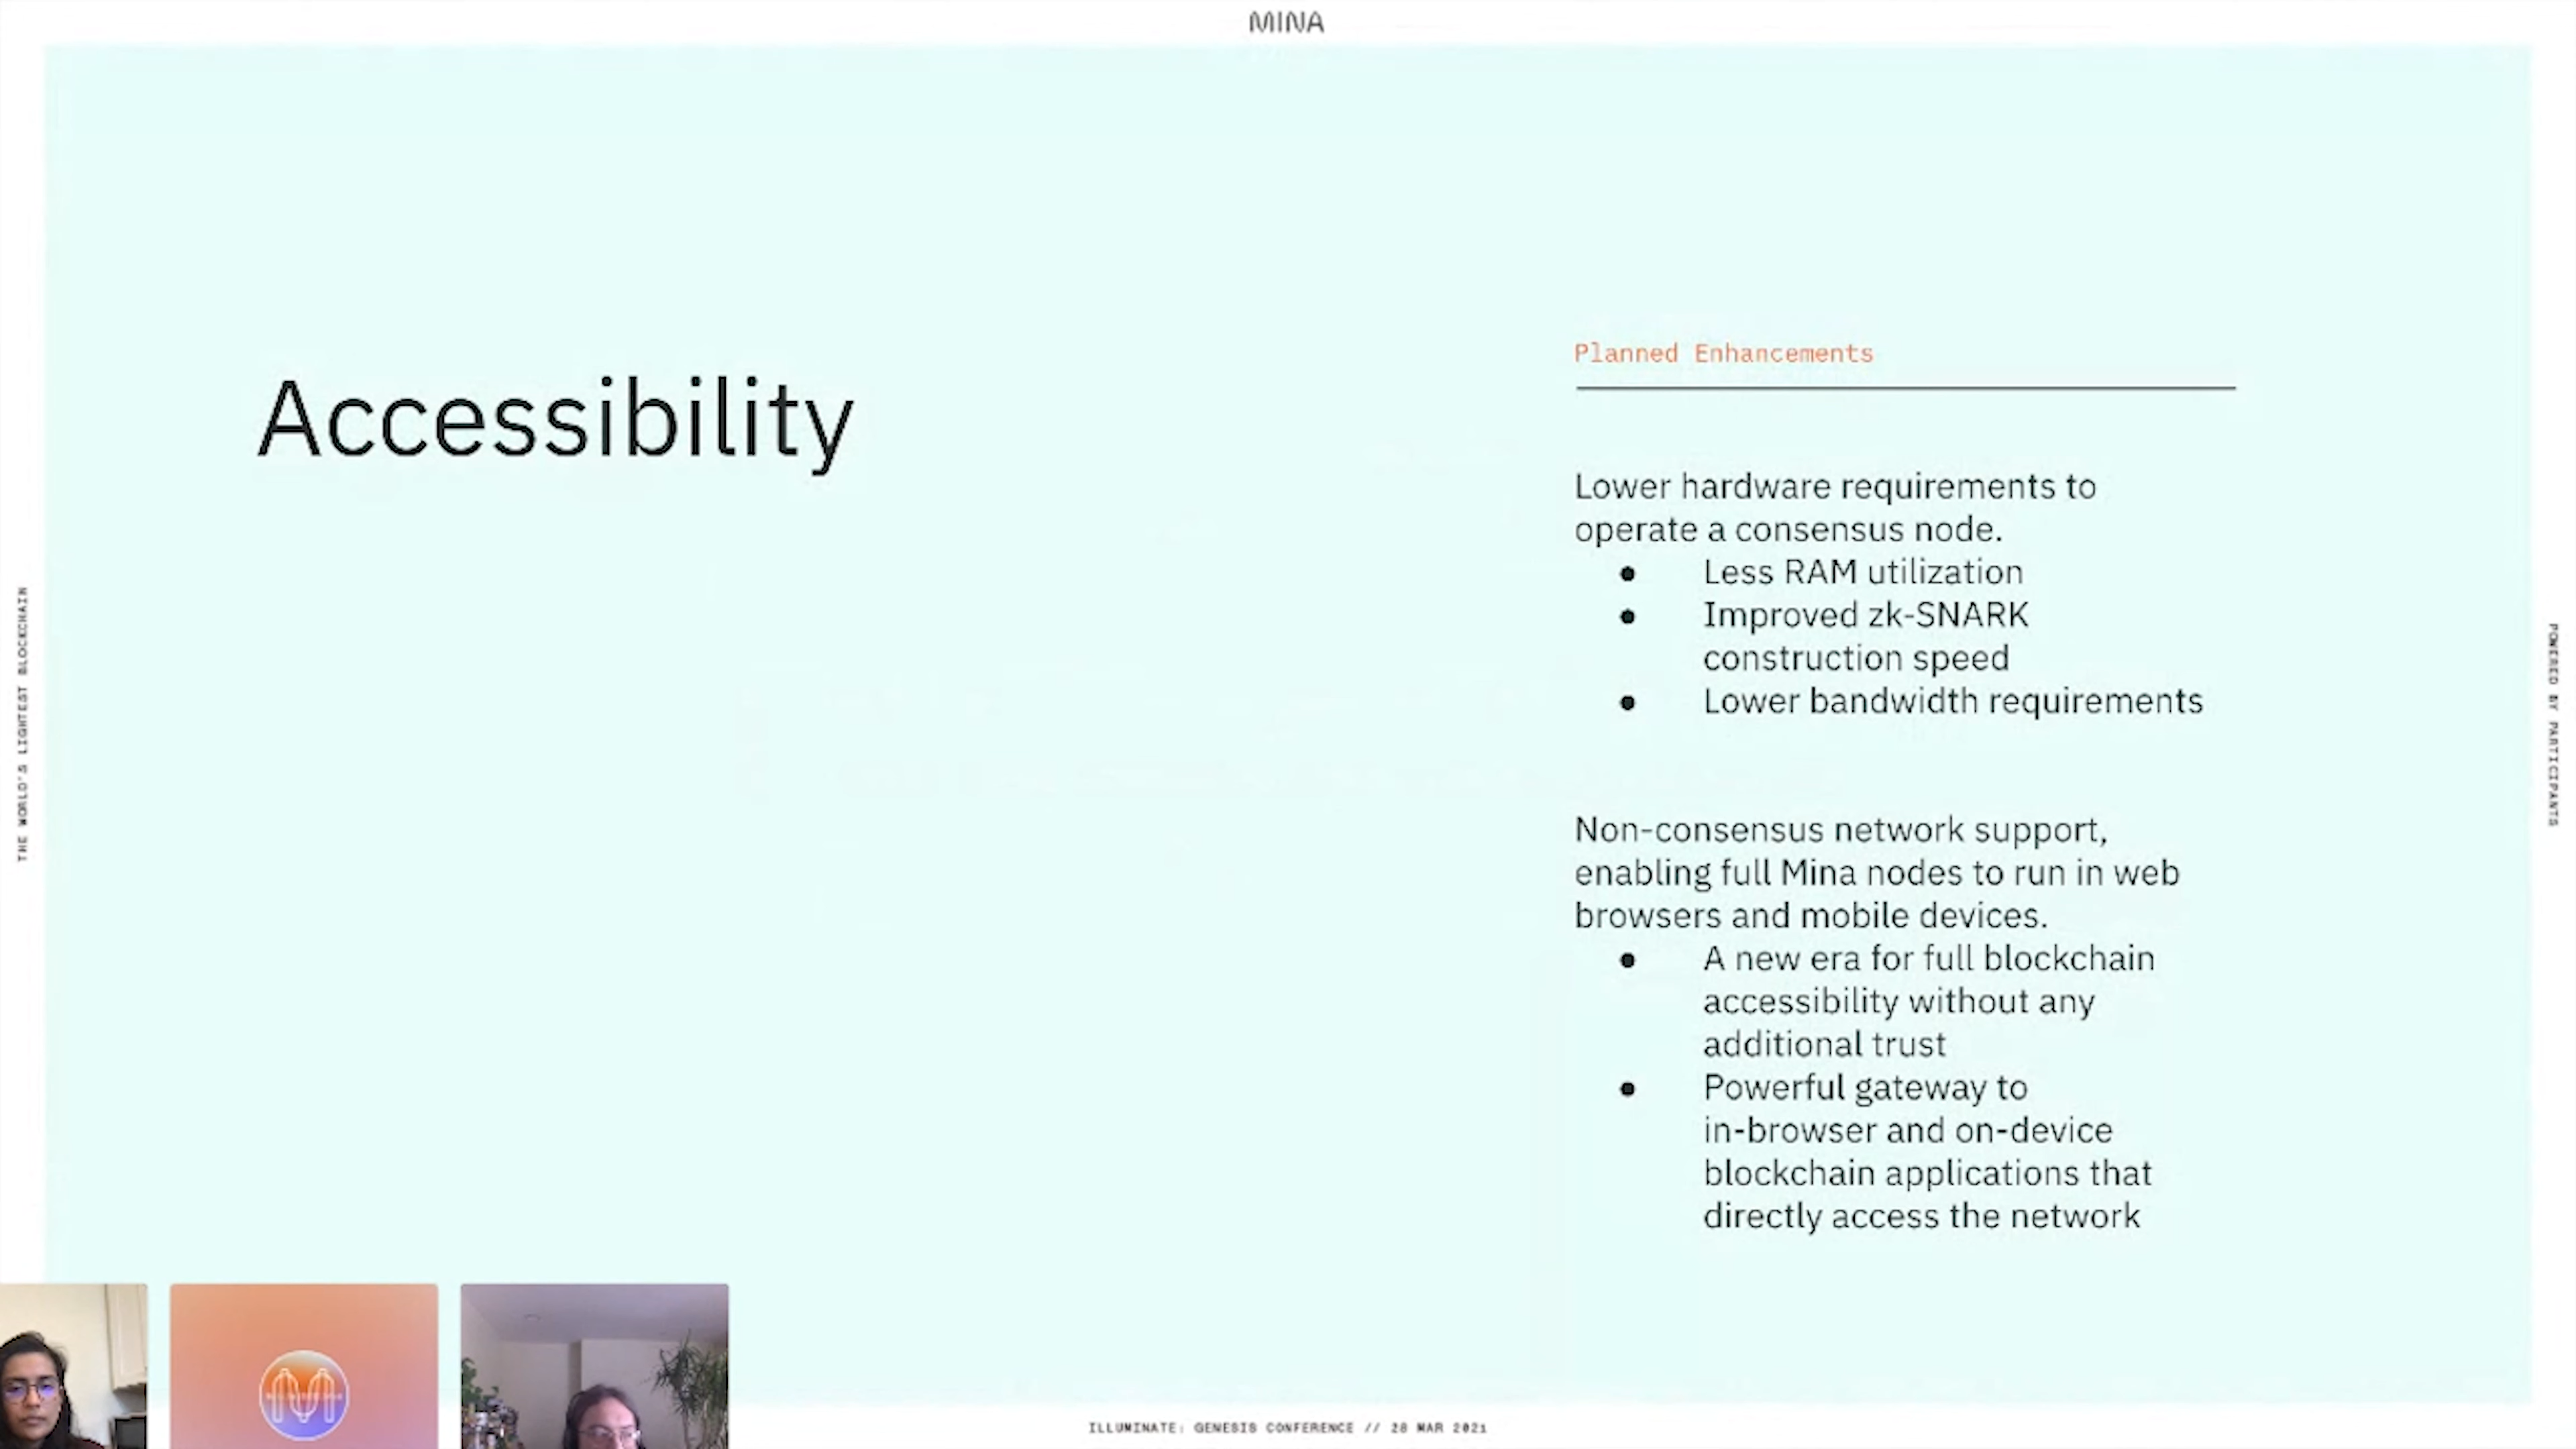 MINA
Accessibility
Planned Enhancements
Lower hardware requirements to
operate a consensus node.
● Less RAM utilization
● Improved zk-SNARK
construction speed
● Lower bandwidth requirements
Non-consensus network support,
enabling full Mina nodes to run in web
browsers and mobile devices.
● A new era for full blockchain
accessibility without any
additional trust
● Powerful gateway to
in-browser and on-device
blockchain applications that
directly access the network
THE WORLD'S LIGHTEST BLOCKCHAIN
POWERED BY PARTICIPANTS
ILLUMINATE: GENESIS CONFERENCE // 28 MAR 2021